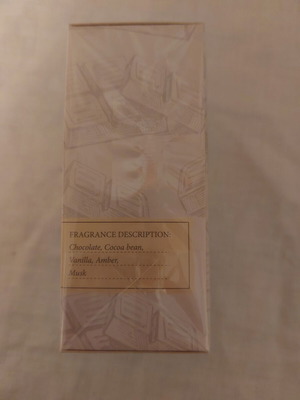 FRAGRANCE DESCRIPTION
Chocolate, Cocoa bean,
Vanilla, Amber,
Musk